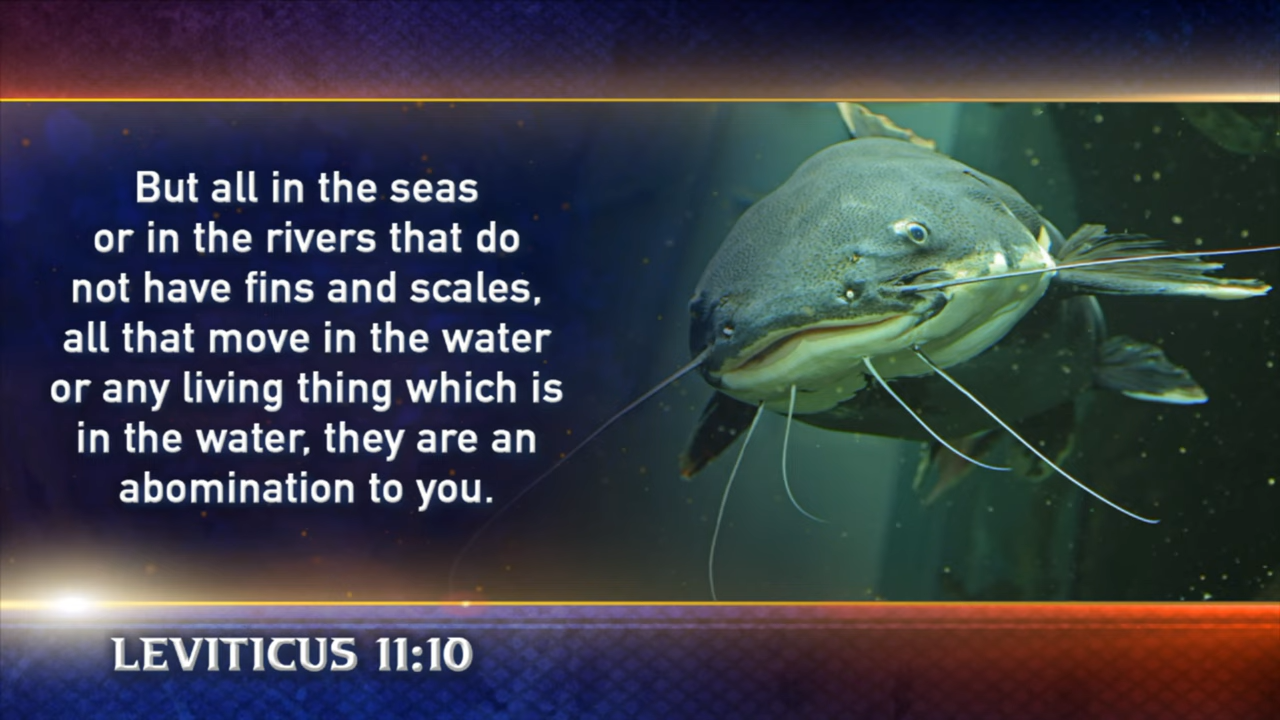 But all in the seas
or in the rivers that do
not have fins and scales,
all that move in the water
or any living thing which is
in the water, they are an
abomination to you.
LEVITICUS 11:10